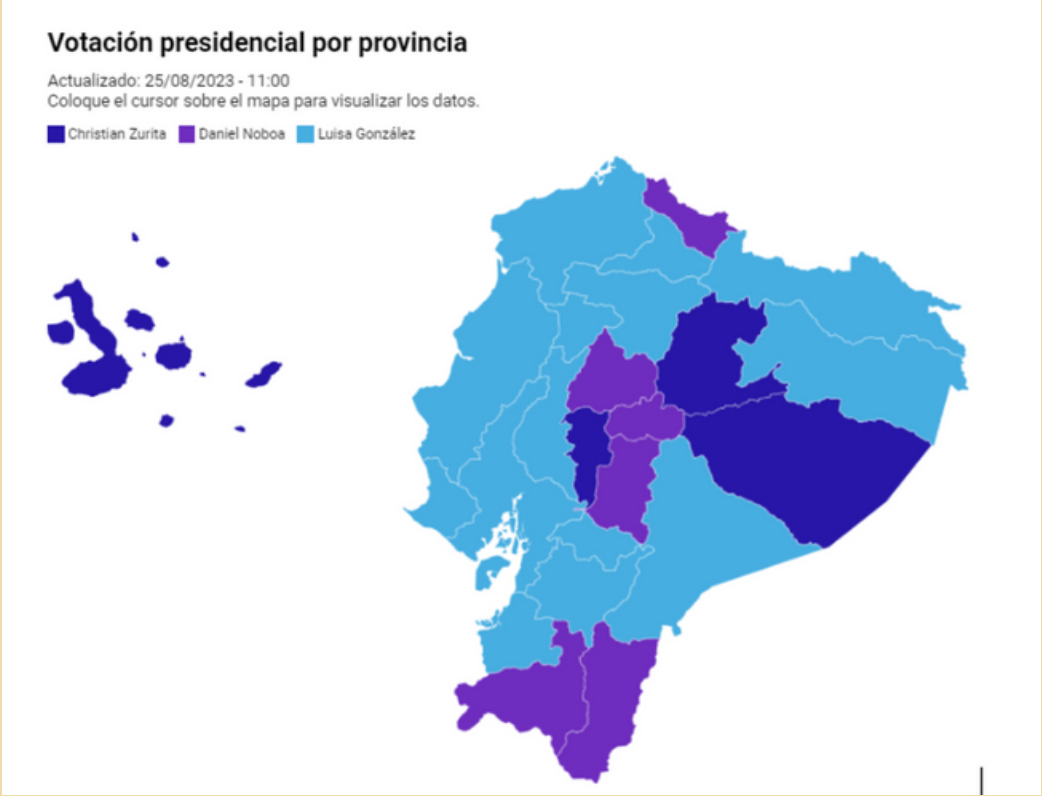 Votación presidencial por provincia
Actualizado: 25/08/2023 - 11:00
Coloque el cursor sobre el mapa para visualizar los datos.
Christian Zurita Daniel Noboa Luisa González